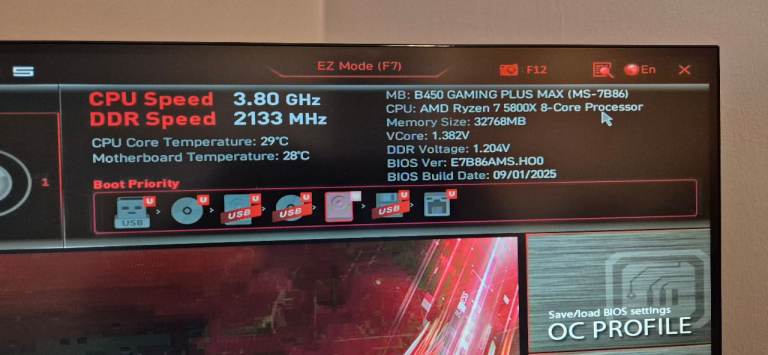 5
EZ Mode (F7)
F12
En
X
CPU Speed 3.80 GHz
DDR Speed 2133 MHz
CPU Core Temperature: 29°C
Motherboard Temperature: 28°C
MB: B450 GAMING PLUS MAX (MS-7B86)
CPU: AMD Ryzen 7 5800X 8-Core Processor
Memory Size: 32768MB
VCore: 1.382V
DDR Voltage: 1.204V
BIOS Ver: E7B86AMS.H00
BIOS Build Date: 09/01/2025
1
Boot Priority
U U U U U U
USB USB USB USB
Save/load BIOS settings
OC PROFILE